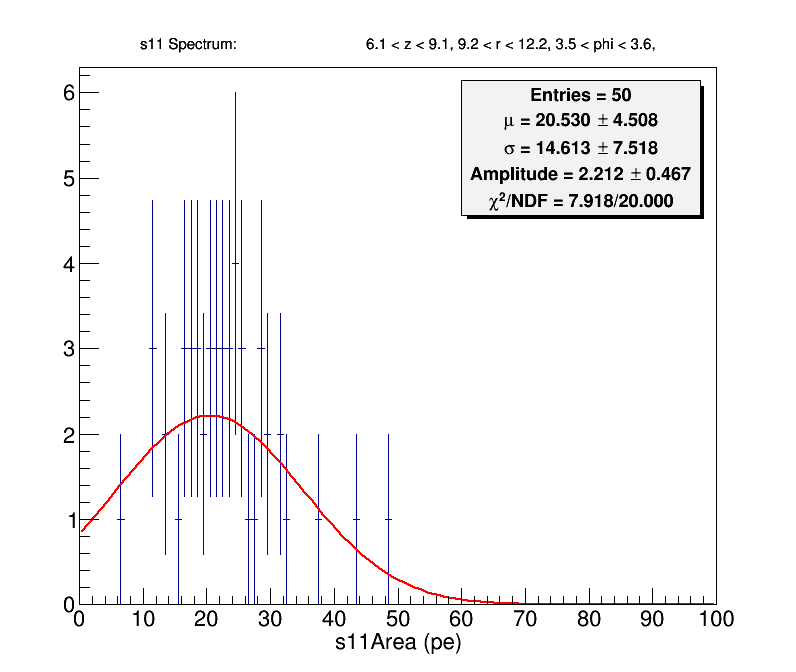 s11 Spectrum: 6.1 < z < 9.1, 9.2 < r < 12.2, 3.5 < phi < 3.6,
Entries = 50
μ = 20.530 ± 4.508
σ = 14.613 ± 7.518
Amplitude = 2.212 ± 0.467
χ²/NDF = 7.918/20.000
6
5
4
3
2
1
0
0 10 20 30 40 50 60 70 80 90 100
s11Area (pe)